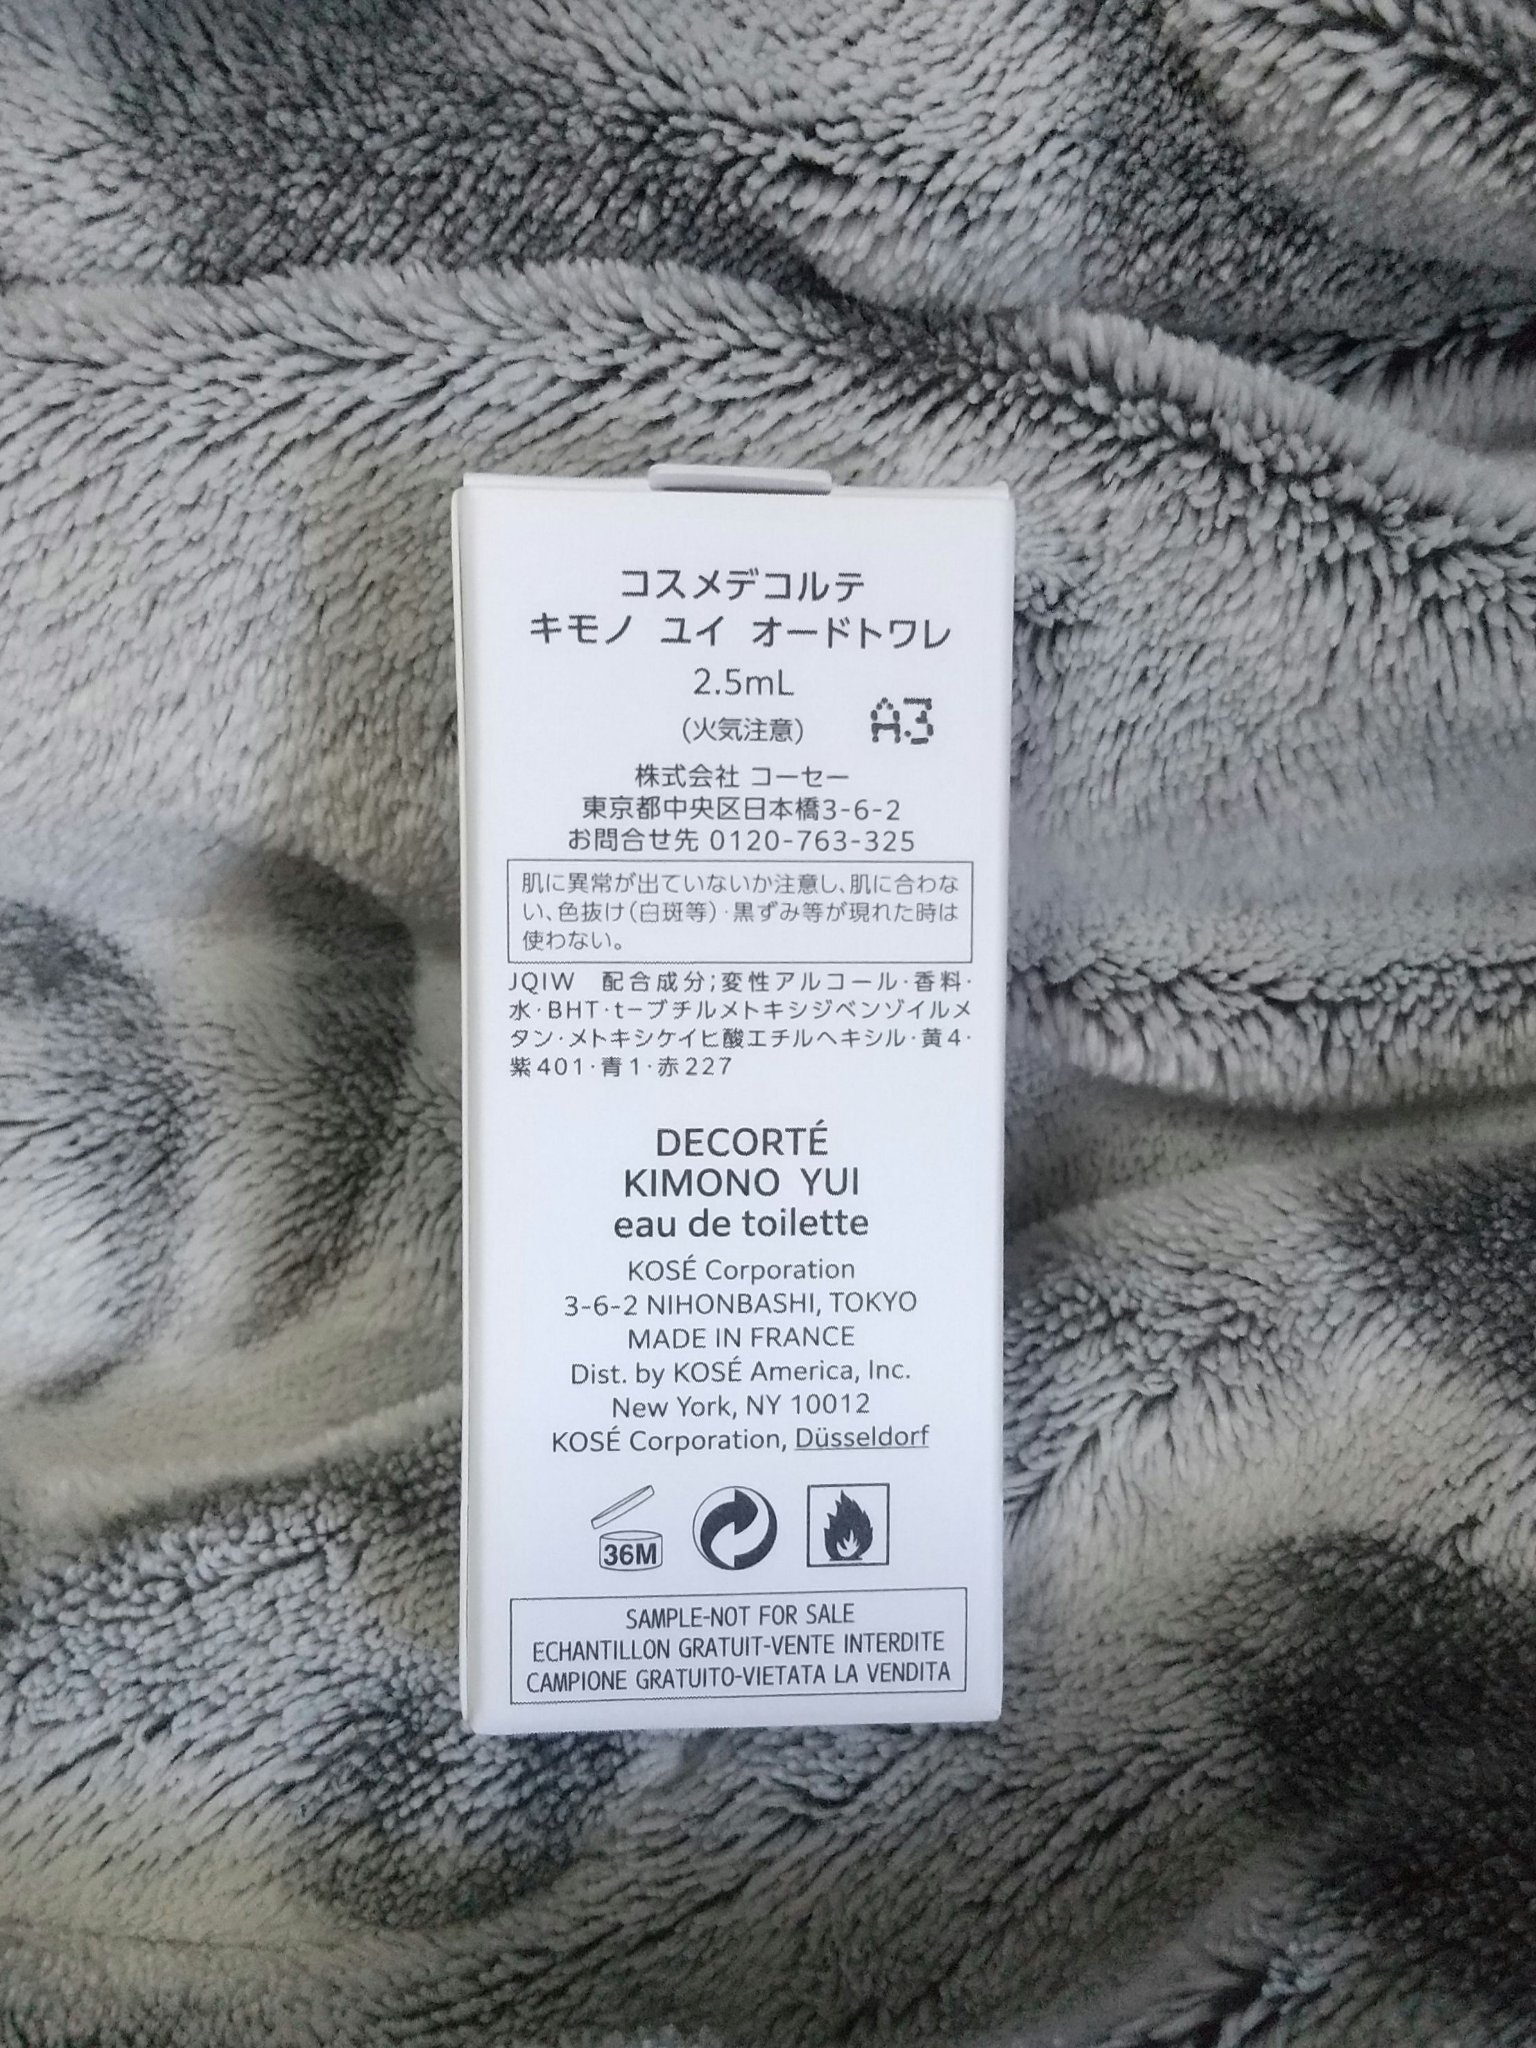 コスメデコルテ
キモノ ユイ オードトワレ
2.5mL
(火気注意)
A3
株式会社 コーセー
東京都中央区日本橋3-6-2
お問合せ先 0120-763-325
肌に異常が出ていないか注意し、肌に合わな
い、色抜け(白斑等)・黒ずみ等が現れた時は
使わない。
JQIW 配合成分;変性アルコール・香料・
水・BHT・t－ブチルメトキシジベンゾイルメ
タン・メトキシケイヒ酸エチルヘキシル・黄4・
紫401・青1・赤227
DECORTÉ
KIMONO YUI
eau de toilette
KOSÉ Corporation
3-6-2 NIHONBASHI, TOKYO
MADE IN FRANCE
Dist. by KOSÉ America, Inc.
New York, NY 10012
KOSÉ Corporation, Düsseldorf
36M
SAMPLE-NOT FOR SALE
ECHANTILLON GRATUIT-VENTE INTERDITE
CAMPIONE GRATUITO-VIETATA LA VENDITA